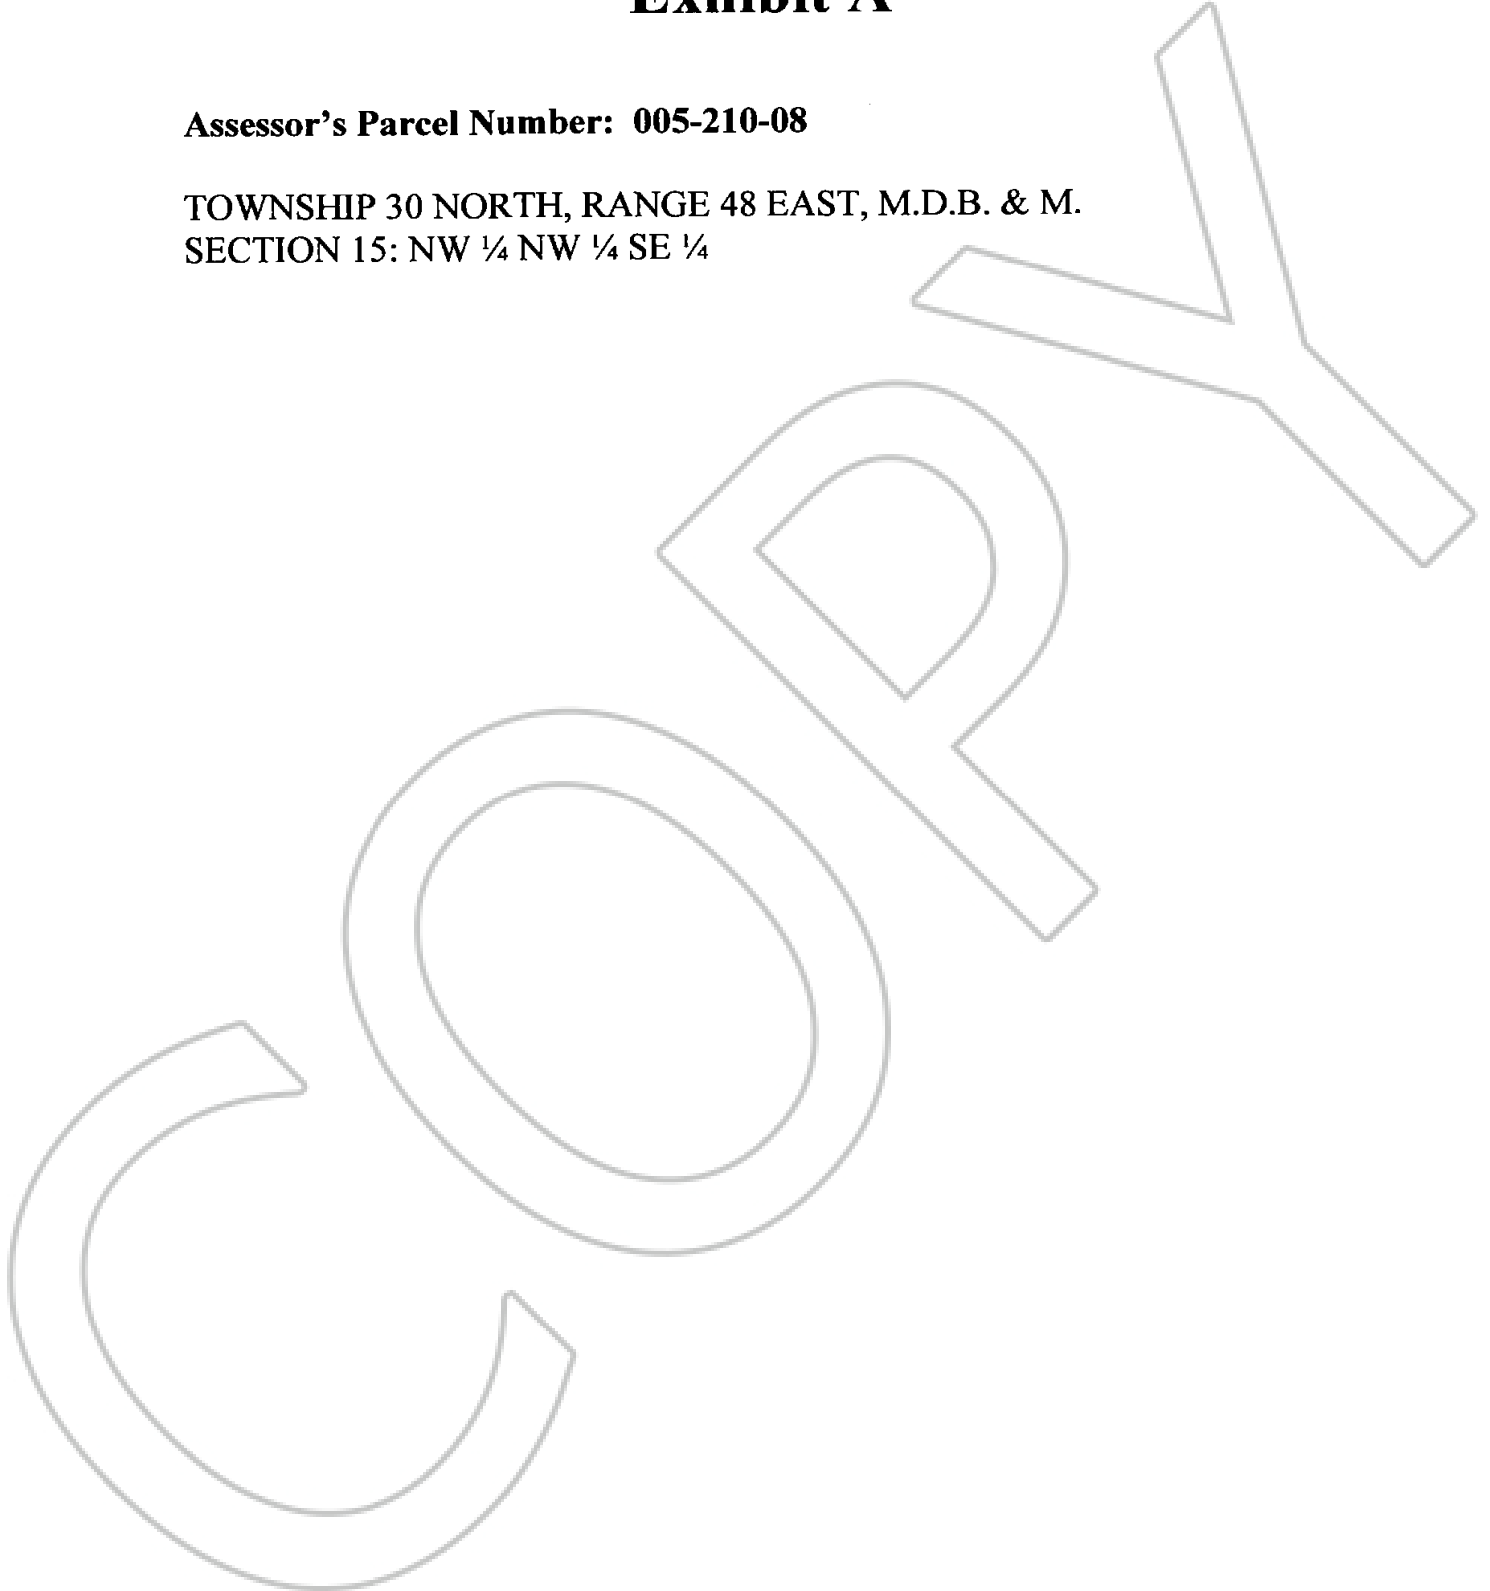 Exhibit A
Assessor's Parcel Number: 005-210-08
TOWNSHIP 30 NORTH, RANGE 48 EAST, M.D.B. & M.
SECTION 15: NW ¼ NW ¼ SE ¼
COPY